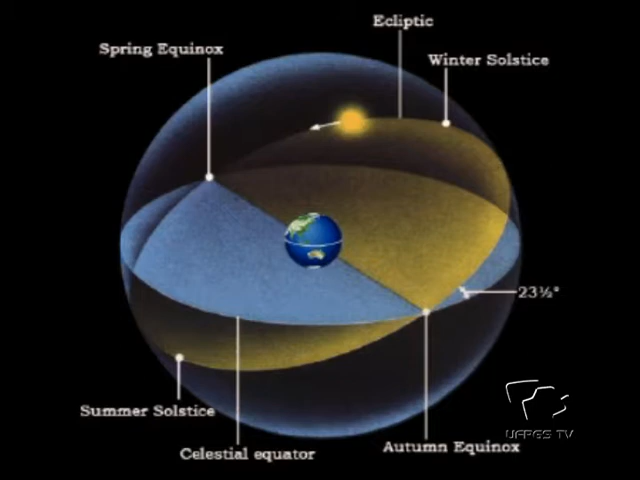 Ecliptic
Spring Equinox
Winter Solstice
23½°
Summer Solstice
Autumn Equinox
Celestial equator
UFRGS TV